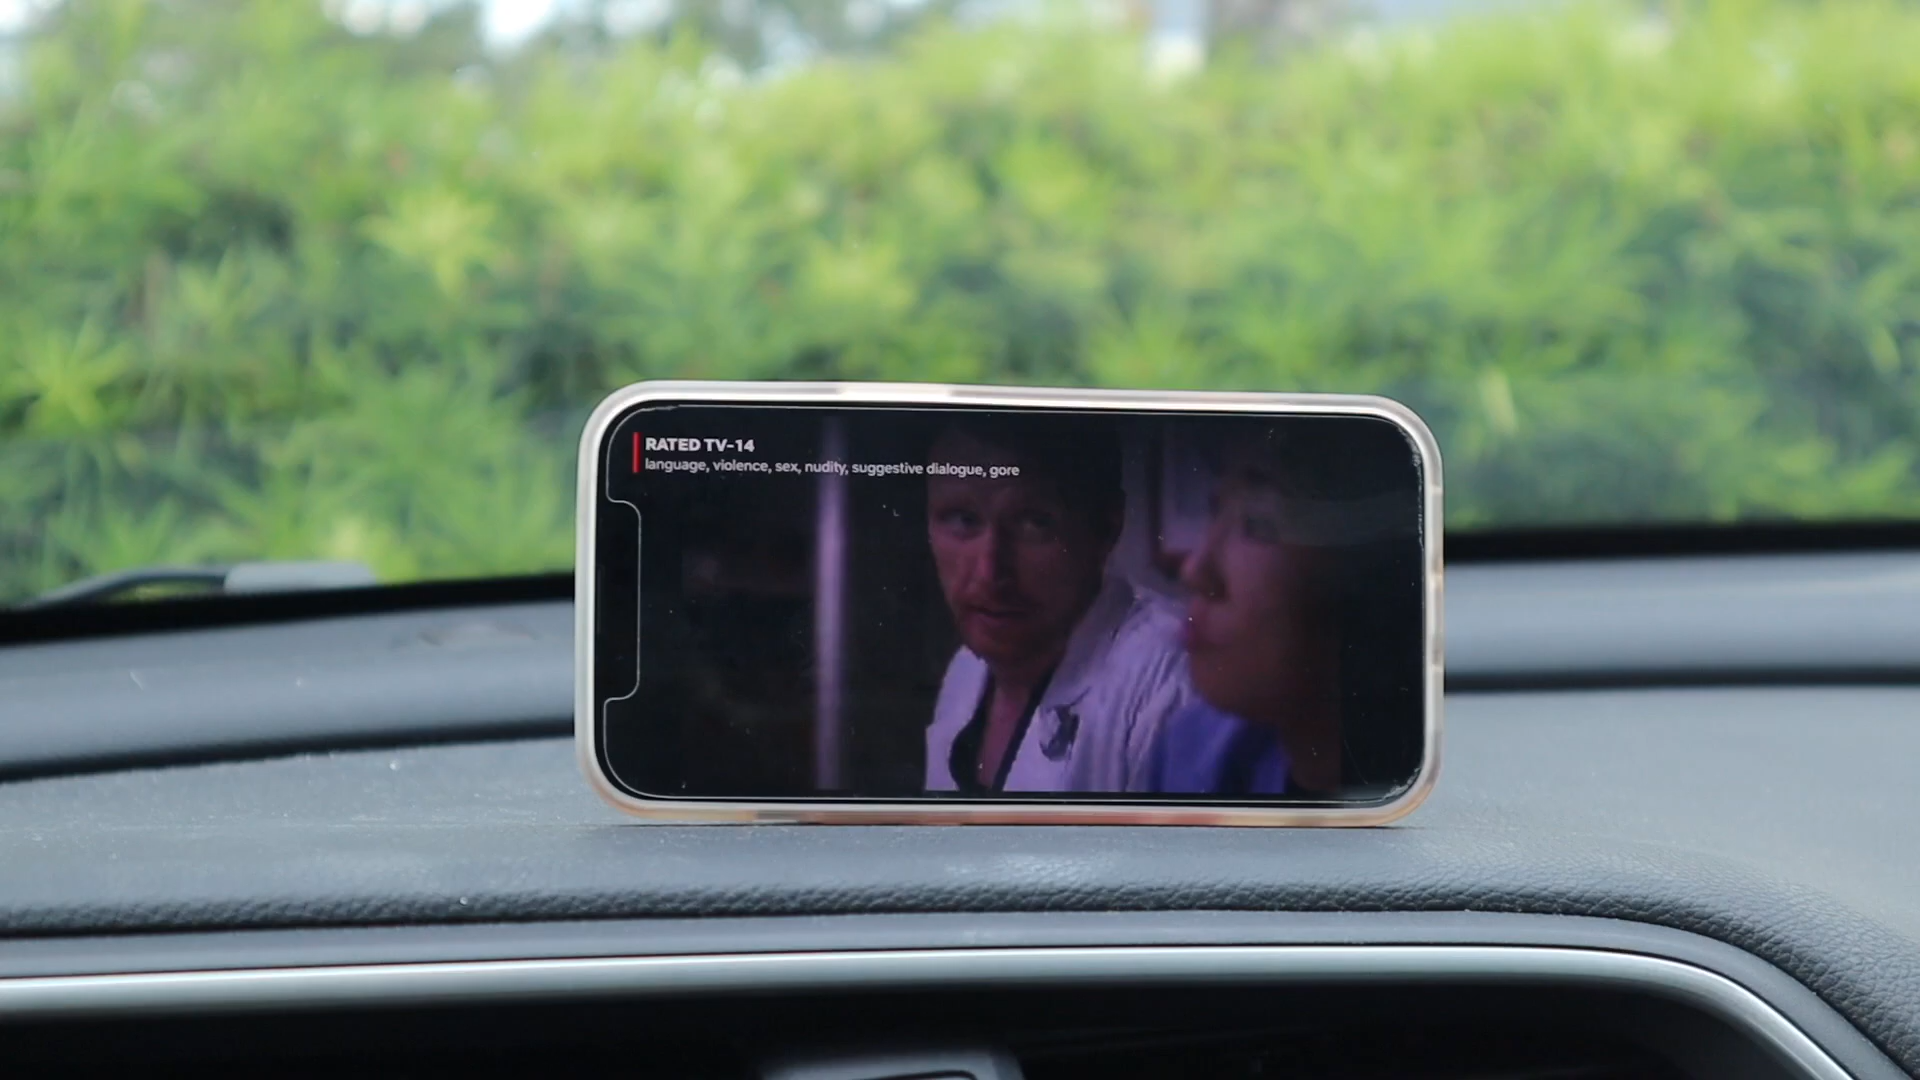 RATED TV-14
language, violence, sex, nudity, suggestive dialogue, gore